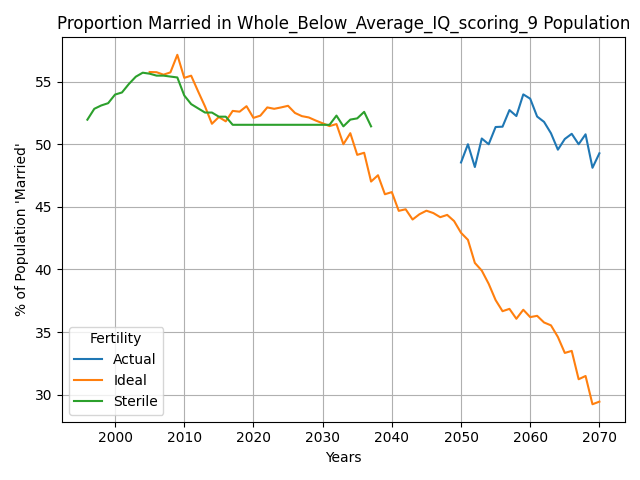 Proportion Married in Whole_Below_Average_IQ_scoring_9 Population
% of Population 'Married'
55
50
45
40
35
30
Fertility
Actual
Ideal
Sterile
2000 2010 2020 2030 2040 2050 2060 2070
Years